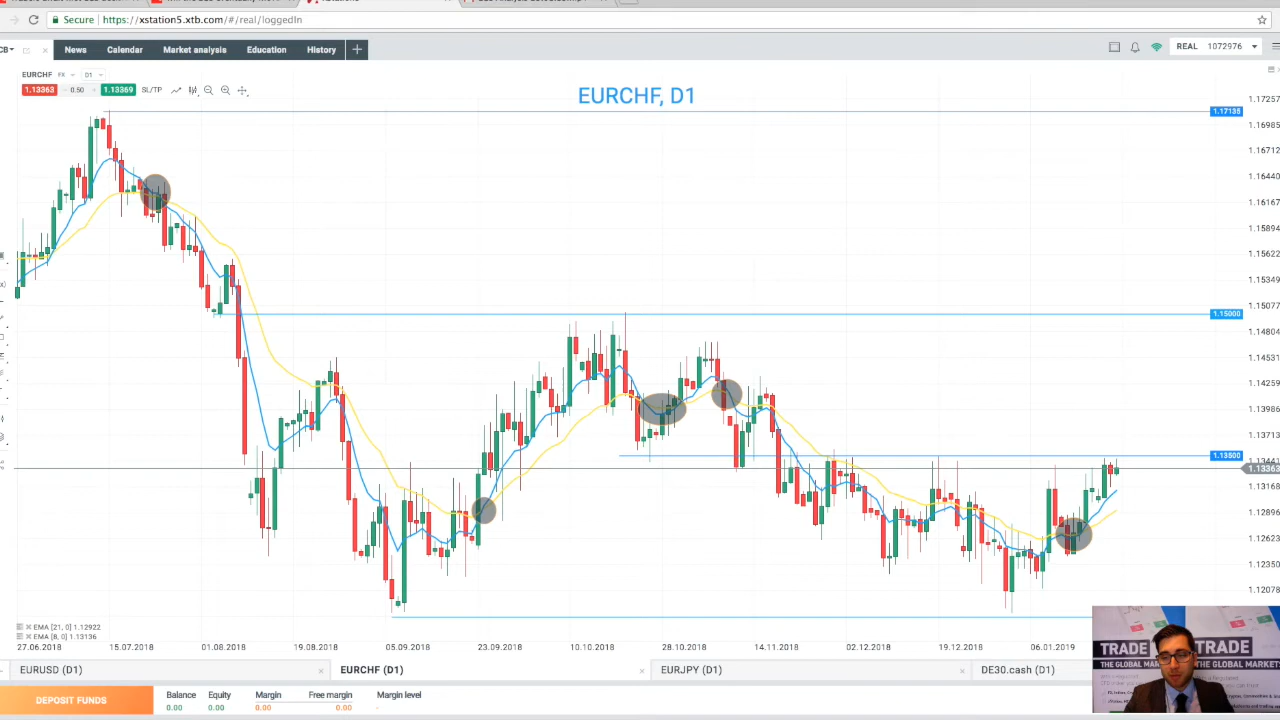 Secure | https://xstation5.xtb.com/#/real/loggedIn
News Calendar Market analysis Education History
REAL 1072976
EURCHF FX D1
1.13363 0.50 1.13369 SL/TP
EURCHF, D1
1.17257
1.17135
1.16985
1.16712
1.16440
1.16167
1.15894
1.15622
1.15349
1.15077
1.15000
1.14804
1.14531
1.14259
1.13986
1.13713
1.13500
1.13441
1.13363
1.13168
1.12896
1.12623
1.12350
1.12078
EMA [21, 0] 1.12922
EMA [8, 0] 1.13136
27.06.2018 15.07.2018 01.08.2018 19.08.2018 05.09.2018 23.09.2018 10.10.2018 28.10.2018 14.11.2018 02.12.2018 19.12.2018 06.01.2019
TRADE TRADE
THE GLOBAL THE GLOBAL MARKETS
EURUSD (D1) EURCHF (D1) EURJPY (D1) DE30.cash (D1)
DEPOSIT FUNDS
Balance Equity Margin Free margin Margin level
0.00 0.00 0.00 0.00 -